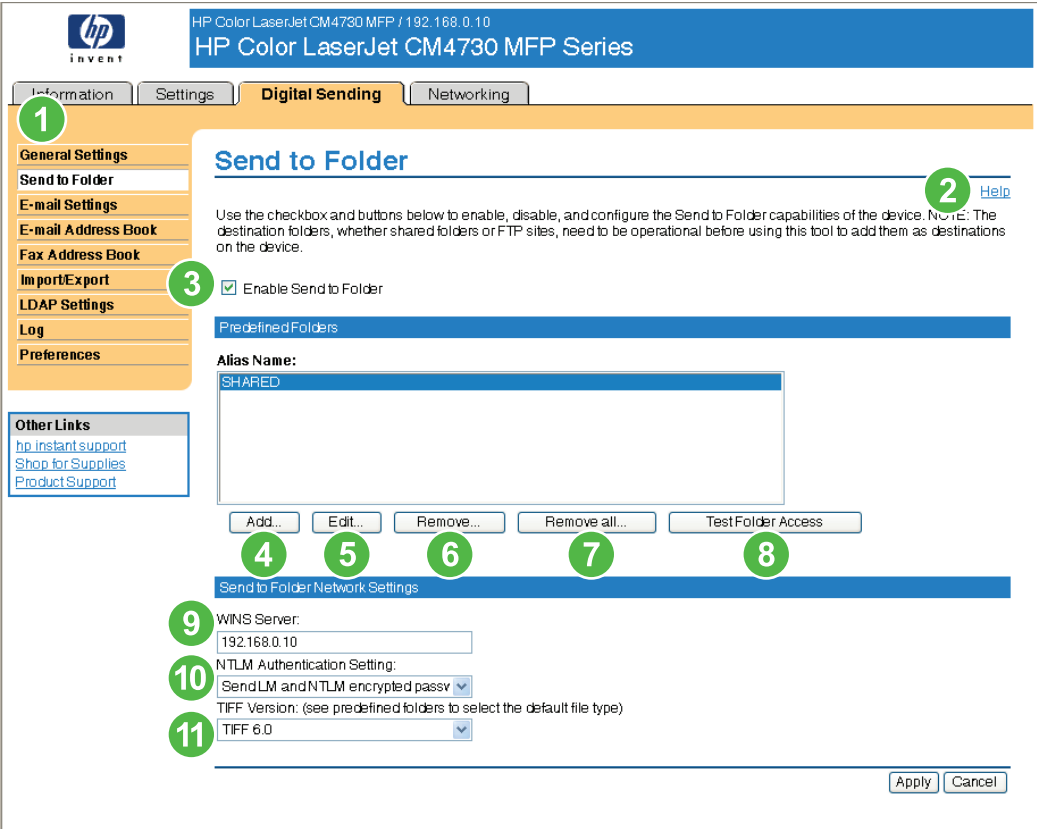 hp
invent
HP Color LaserJet CM4730 MFP / 192.168.0.10
HP Color LaserJet CM4730 MFP Series
Information
Settings
Digital Sending
Networking
1
General Settings
Send to Folder
E-mail Settings
E-mail Address Book
Fax Address Book
Import/Export
LDAP Settings
Log
Preferences
Other Links
hp instant support
Shop for Supplies
Product Support
Send to Folder
2
Help
Use the checkbox and buttons below to enable, disable, and configure the Send to Folder capabilities of the device. NOTE: The
destination folders, whether shared folders or FTP sites, need to be operational before using this tool to add them as destinations
on the device.
3
Enable Send to Folder
Predefined Folders
Alias Name:
SHARED
Add...
Edit...
Remove...
Remove all...
Test Folder Access
4
5
6
7
8
Send to Folder Network Settings
9
WINS Server:
192.168.0.10
10
NTLM Authentication Setting:
Send LM and NTLM encrypted passv
TIFF Version: (see predefined folders to select the default file type)
11
TIFF 6.0
Apply
Cancel